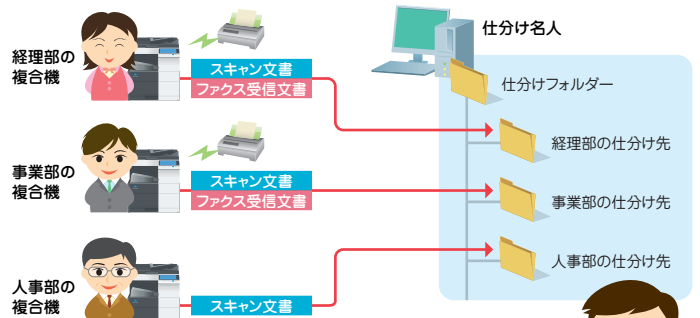 仕分け名人
経理部の
複合機
スキャン文書
ファクス受信文書
仕分けフォルダー
経理部の仕分け先
事業部の
複合機
スキャン文書
ファクス受信文書
事業部の仕分け先
人事部の
複合機
スキャン文書
人事部の仕分け先